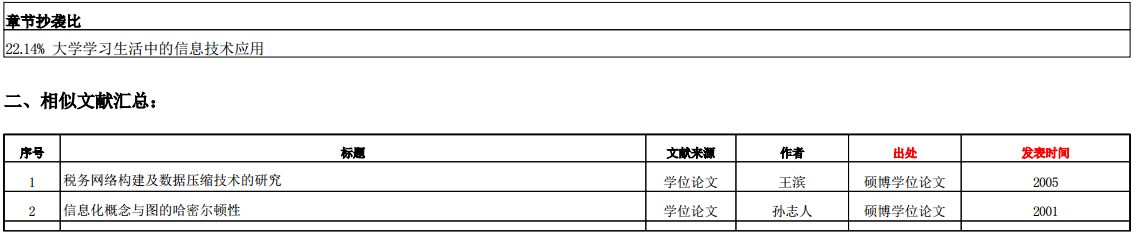 章节抄袭比
22.14% 大学学习生活中的信息技术应用
二、相似文献汇总：
序号 标题 文献来源 作者 出处 发表时间
1 税务网络构建及数据压缩技术的研究 学位论文 王滨 硕博学位论文 2005
2 信息化概念与图的哈密尔顿性 学位论文 孙志人 硕博学位论文 2001